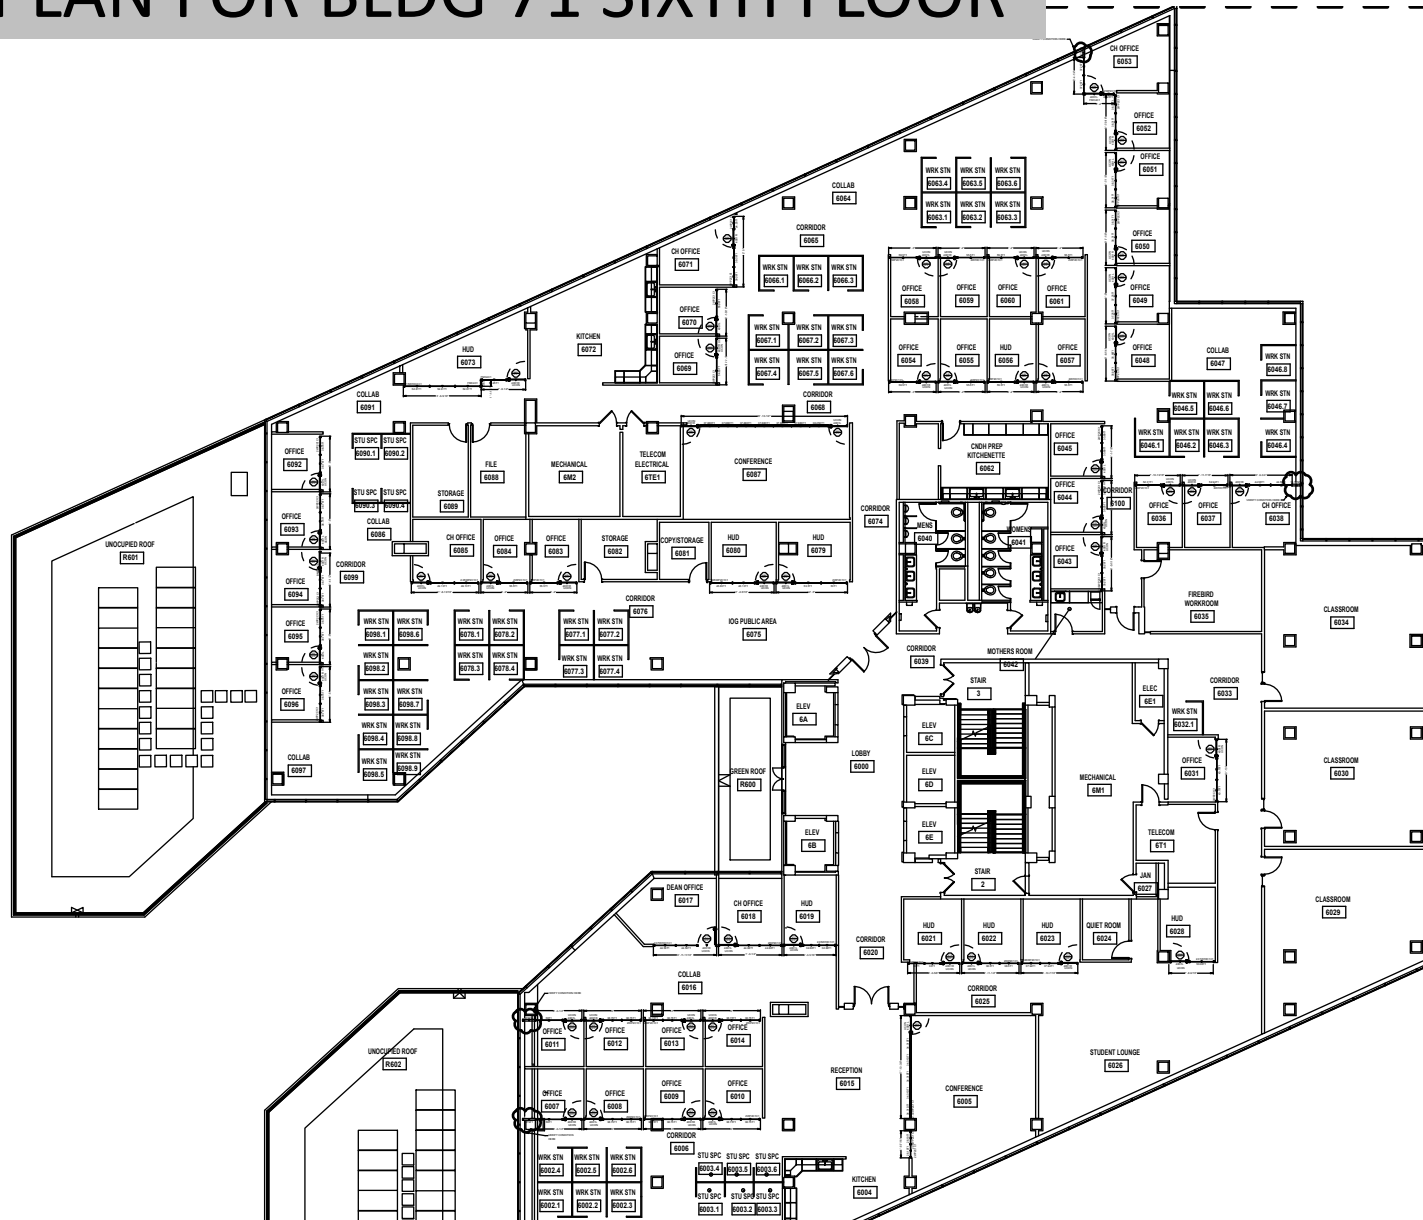 PLAN FOR BLDG 71 SIXTH FLOOR
CH OFFICE
6053
OFFICE
6052
OFFICE
6051
OFFICE
6050
OFFICE
6049
OFFICE
6048
COLLAB
6064
WRK STN WRK STN WRK STN
6063.4 6063.5 6063.6
WRK STN WRK STN WRK STN
6063.1 6063.2 6063.3
CORRIDOR
6065
CH OFFICE
6071
WRK STN WRK STN WRK STN
6066.1 6066.2 6066.3
OFFICE
6070
OFFICE
6069
WRK STN WRK STN WRK STN
6067.1 6067.2 6067.3
WRK STN WRK STN WRK STN
6067.4 6067.5 6067.6
OFFICE OFFICE OFFICE OFFICE
6058 6059 6060 6061
OFFICE OFFICE HUD OFFICE
6054 6055 6056 6057
KITCHEN
6072
HUD
6073
CORRIDOR
6068
COLLAB
6047
WRK STN
6046.8
WRK STN
6046.7
WRK STN WRK STN
6046.5 6046.6
WRK STN WRK STN WRK STN WRK STN
6046.1 6046.2 6046.3 6046.4
COLLAB
6091
STU SPC STU SPC
6090.1 6090.2
STU SPC STU SPC
6090.3 6090.4
OFFICE
6092
OFFICE
6093
OFFICE
6094
OFFICE
6095
OFFICE
6096
COLLAB
6097
COLLAB
6086
CORRIDOR
6099
FILE
6088
STORAGE
6089
MECHANICAL
6M2
TELECOM
ELECTRICAL
6TE1
CONFERENCE
6087
CORRIDOR
6074
CNDH PREP
KITCHENETTE
6062
OFFICE
6045
OFFICE
6044
OFFICE
6043
CORRIDOR
6100
OFFICE OFFICE CH OFFICE
6036 6037 6038
CH OFFICE
6085
OFFICE
6084
OFFICE
6083
STORAGE
6082
COPY/STORAGE
6081
HUD
6080
HUD
6079
MENS
6040
WOMENS
6041
CORRIDOR
6076
IOG PUBLIC AREA
6075
WRK STN WRK STN
6098.1 6098.6
WRK STN
6098.2
WRK STN WRK STN
6098.3 6098.7
WRK STN WRK STN
6098.4 6098.8
WRK STN WRK STN
6098.5 6098.9
WRK STN WRK STN
6078.1 6078.2
WRK STN WRK STN
6078.3 6078.4
WRK STN WRK STN
6077.1 6077.2
WRK STN WRK STN
6077.3 6077.4
FIREBIRD
WORKROOM
6035
CLASSROOM
6034
CORRIDOR
6039
MOTHERS ROOM
6042
STAIR
3
ELEC
6E1
CORRIDOR
6033
WRK STN
6032.1
OFFICE
6031
CLASSROOM
6030
ELEV
6A
ELEV
6C
ELEV
6D
ELEV
6E
ELEV
6B
LOBBY
6000
MECHANICAL
6M1
GREEN ROOF
R600
TELECOM
6T1
STAIR
2
JAN
6027
UNOCUPIED ROOF
R601
DEAN OFFICE
6017
CH OFFICE
6018
HUD
6019
CORRIDOR
6020
HUD HUD HUD QUIET ROOM
6021 6022 6023 6024
HUD
6028
CLASSROOM
6029
COLLAB
6016
CORRIDOR
6025
STUDENT LOUNGE
6026
UNOCUPIED ROOF
R602
OFFICE OFFICE OFFICE OFFICE
6011 6012 6013 6014
OFFICE OFFICE OFFICE OFFICE
6007 6008 6009 6010
RECEPTION
6015
CONFERENCE
6005
CORRIDOR
6006
WRK STN WRK STN WRK STN
6002.4 6002.5 6002.6
WRK STN WRK STN WRK STN
6002.1 6002.2 6002.3
STU SPC STU SPC STU SPC
6003.4 6003.5 6003.6
STU SPC STU SPC STU SPC
6003.1 6003.2 6003.3
KITCHEN
6004